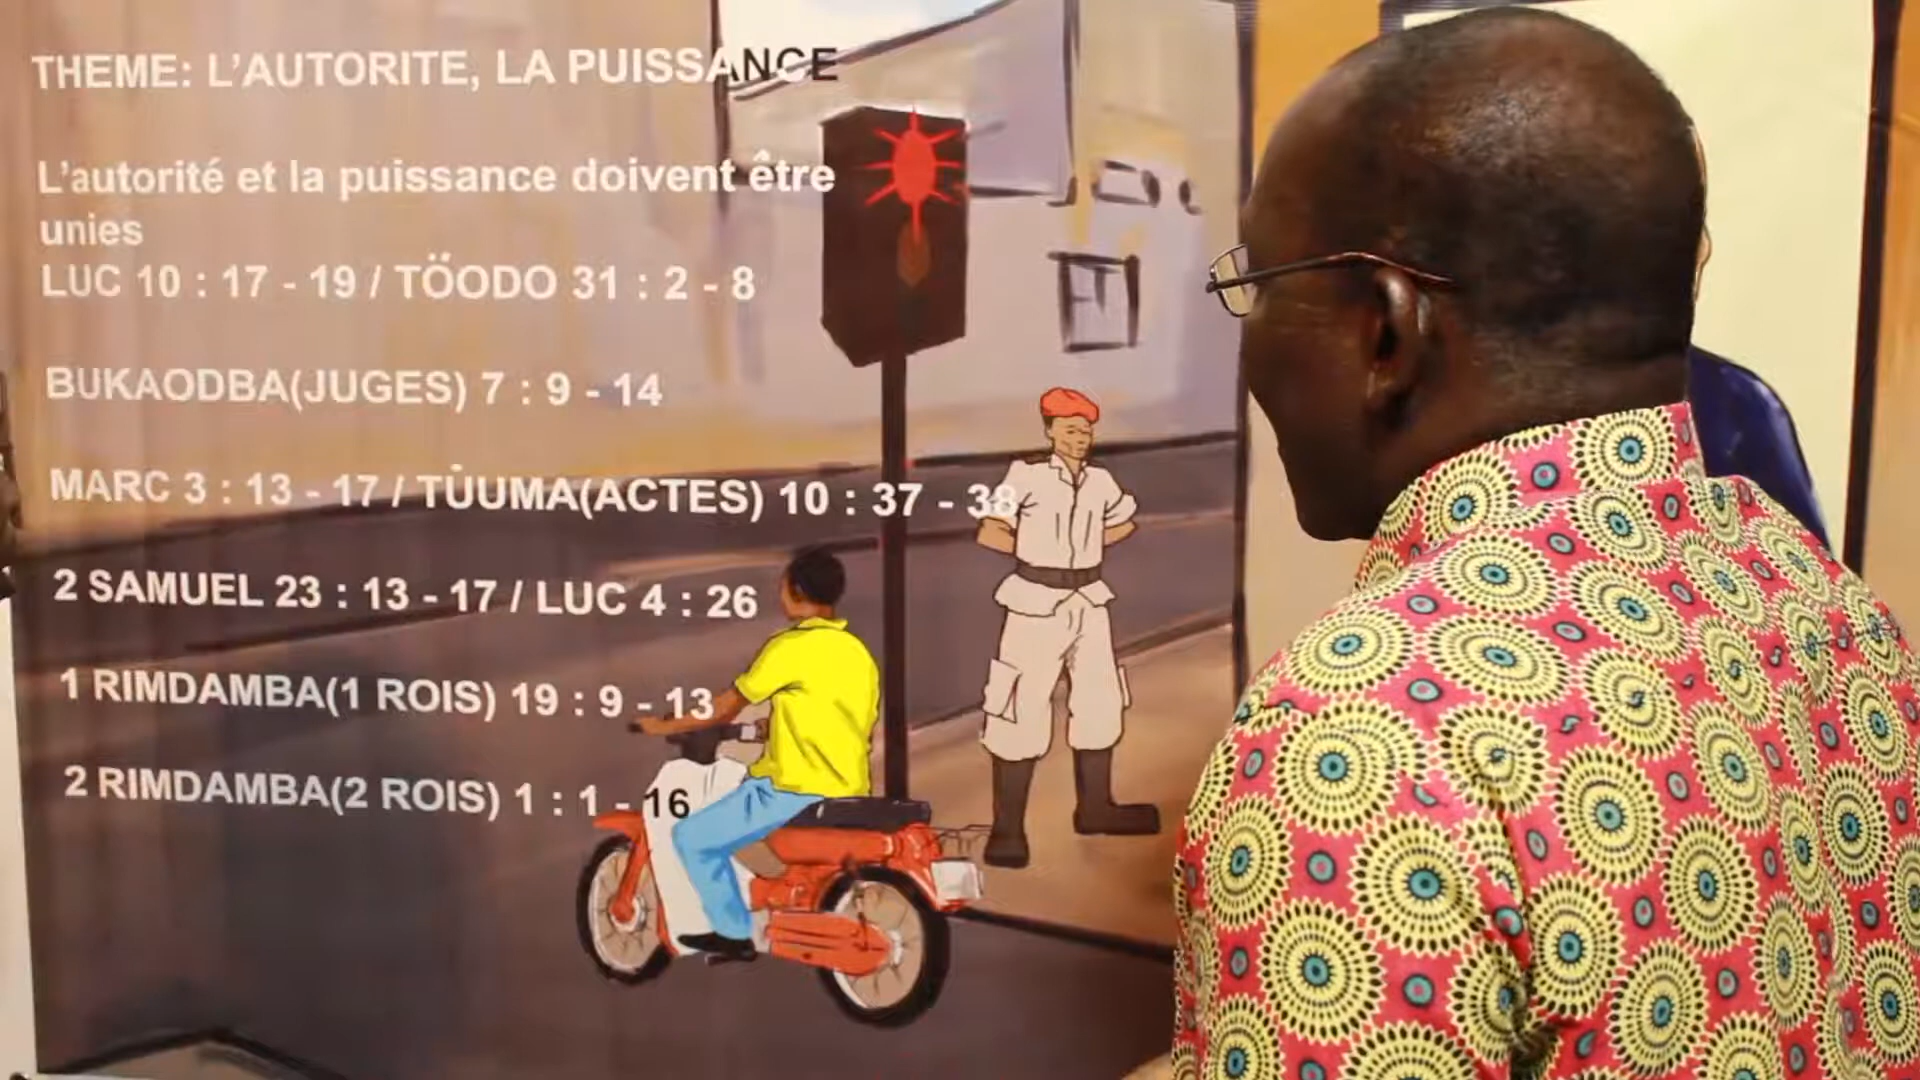 THEME: L'AUTORITE, LA PUISSANCE
L'autorité et la puissance doivent être
unies
LUC 10 : 17 - 19 / TÖODO 31 : 2 - 8
BUKAODBA(JUGES) 7 : 9 - 14
MARC 3 : 13 - 17 / TṪUUMA(ACTES) 10 : 37 - 38
2 SAMUEL 23 : 13 - 17 / LUC 4 : 26
1 RIMDAMBA(1 ROIS) 19 : 9 - 13
2 RIMDAMBA(2 ROIS) 1 : 1 - 16